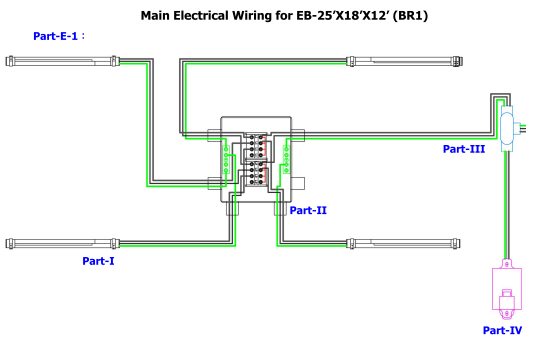 Main Electrical Wiring for EB-25'X18'X12' (BR1)
Part-E-1 :
Part-III
Part-II
Part-I
Part-IV